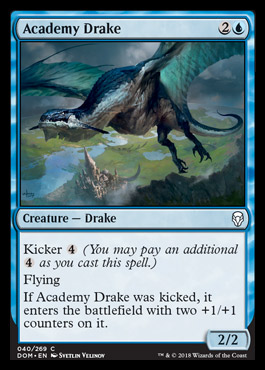 Academy Drake 2
Creature — Drake
Kicker 4 (You may pay an additional
4 as you cast this spell.)
Flying
If Academy Drake was kicked, it
enters the battlefield with two +1/+1
counters on it.
2/2
040/269 C
DOM • EN SVETLIN VELINOV ™ & © 2018 Wizards of the Coast